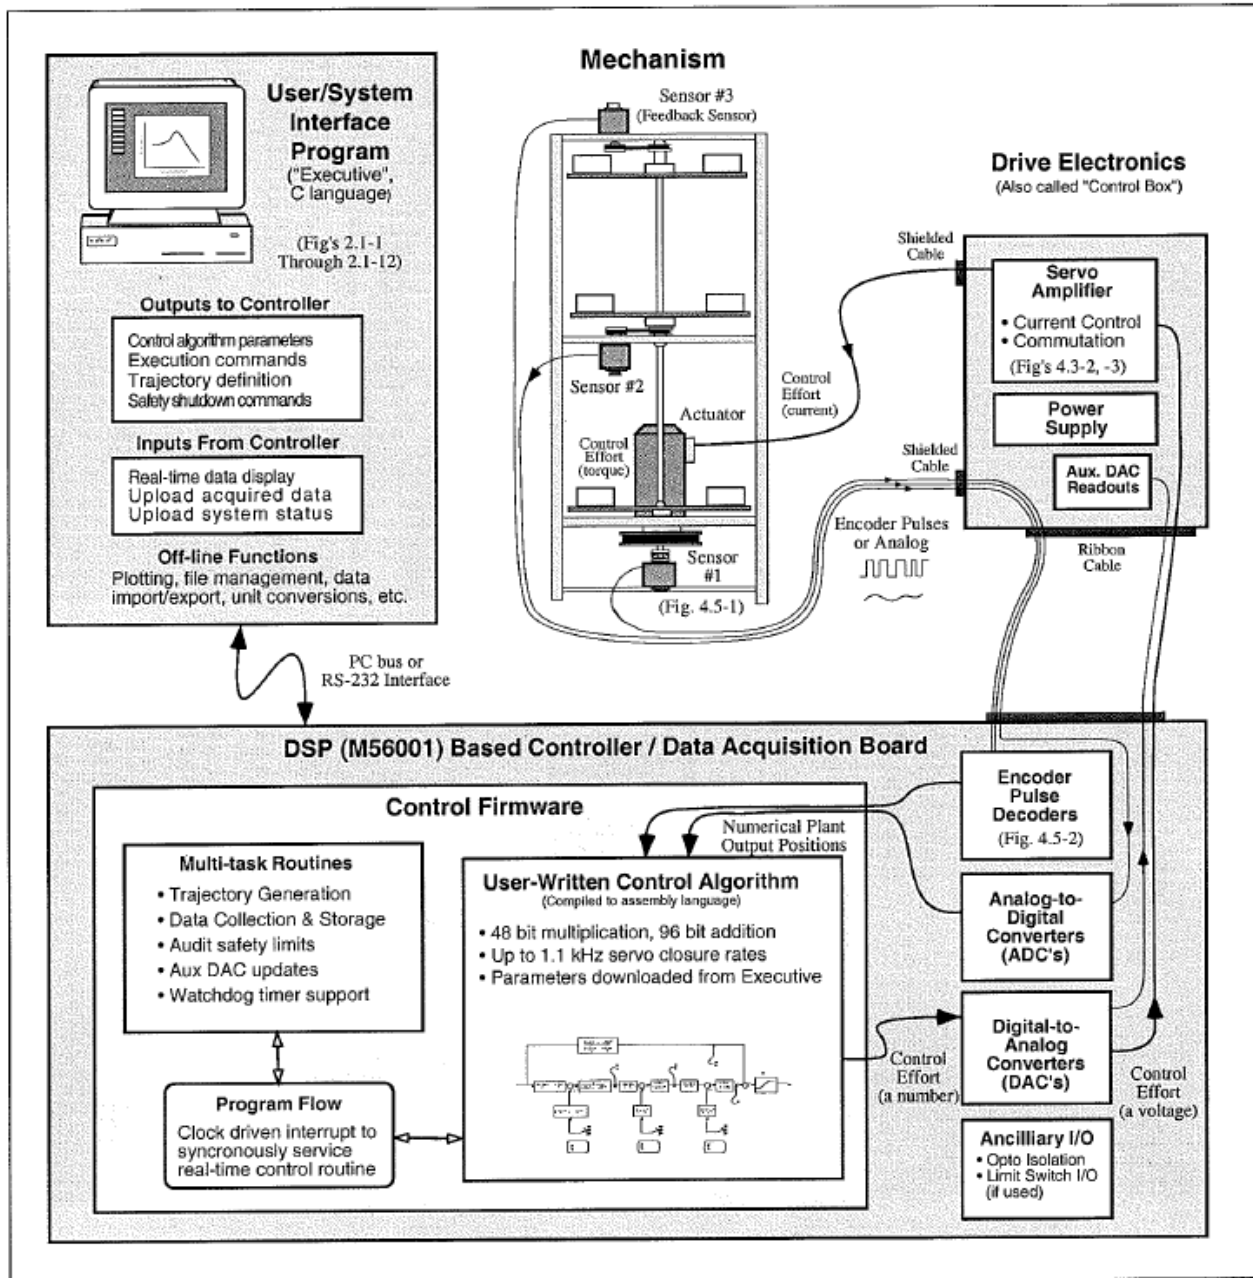 User/System
Interface
Program
("Executive",
C language)
(Fig's 2.1-1
Through 2.1-12)
Outputs to Controller
Control algorithm parameters
Execution commands
Trajectory definition
Safety shutdown commands
Inputs From Controller
Real-time data display
Upload acquired data
Upload system status
Off-line Functions
Plotting, file management, data
import/export, unit conversions, etc.
PC bus or
RS-232 Interface
Mechanism
Sensor #3
(Feedback Sensor)
Sensor #2
Actuator
Control
Effort
(torque)
Sensor
#1
(Fig. 4.5-1)
Control
Effort
(current)
Shielded
Cable
Shielded
Cable
Encoder Pulses
or Analog
Drive Electronics
(Also called "Control Box")
Servo
Amplifier
• Current Control
• Commutation
(Fig's 4.3-2, -3)
Power
Supply
Aux. DAC
Readouts
Ribbon
Cable
DSP (M56001) Based Controller / Data Acquisition Board
Control Firmware
Multi-task Routines
• Trajectory Generation
• Data Collection & Storage
• Audit safety limits
• Aux DAC updates
• Watchdog timer support
Program Flow
Clock driven interrupt to
syncronously service
real-time control routine
Numerical Plant
Output Positions
User-Written Control Algorithm
(Compiled to assembly language)
• 48 bit multiplication, 96 bit addition
• Up to 1.1 kHz servo closure rates
• Parameters downloaded from Executive
Encoder
Pulse
Decoders
(Fig. 4.5-2)
Analog-to-
Digital
Converters
(ADC's)
Digital-to-
Analog
Converters
(DAC's)
Control
Effort
(a number)
Control
Effort
(a voltage)
Ancilliary I/O
• Opto Isolation
• Limit Switch I/O
(if used)